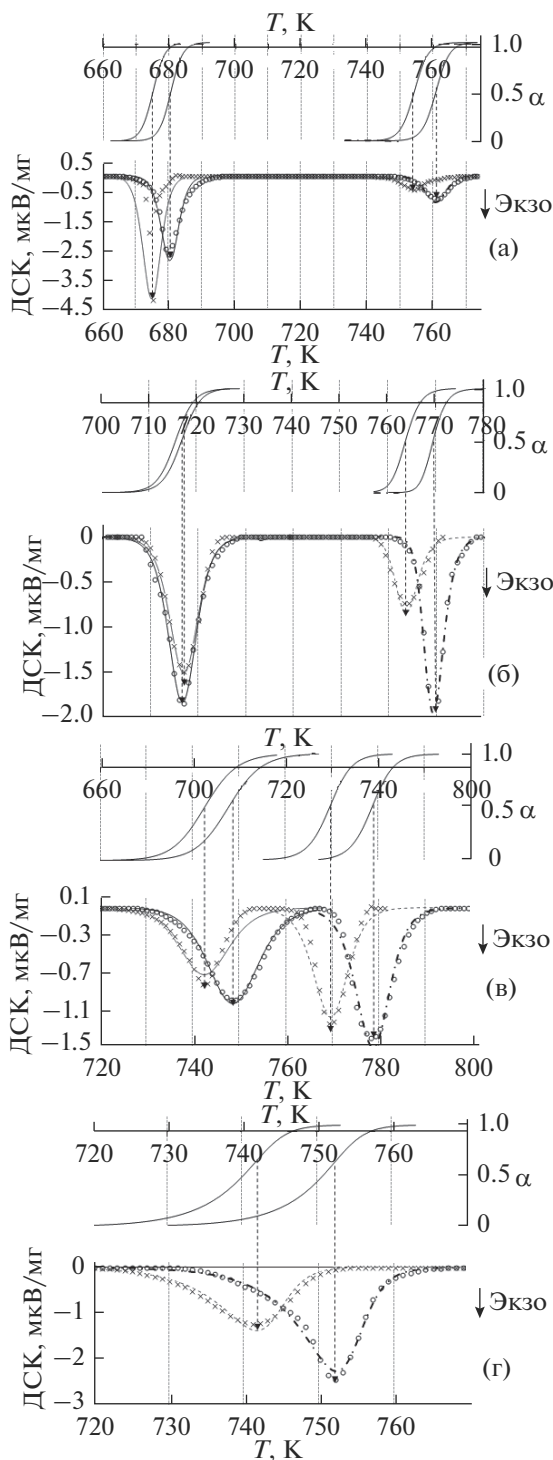 T, K
1.0
660 680 700 720 740 760
0.5 α
0
ДСК, мкВ/мг
0.5
−0.5
−1.5
−2.5
−3.5
−4.5
Экзо
(а)
660 680 700 720 740 760
T, K
T, K
1.0
700 710 720 730 740 750 760 770 780
0.5
α
0
ДСК, мкВ/мг
0
−0.5
−1.0
−1.5
−2.0
Экзо
(б)
T, K
1.0
660 700 720 740 800
0.5 α
0
ДСК, мкВ/мг
0.1
−0.3
−0.7
−1.1
−1.5
Экзо
(в)
720 740 760 780 800
T, K
T, K
1.0
720 730 740 750 760
0.5 α
0
ДСК, мкВ/мг
0
−1
−2
−3
Экзо
(г)
720 730 740 750 760
T, K